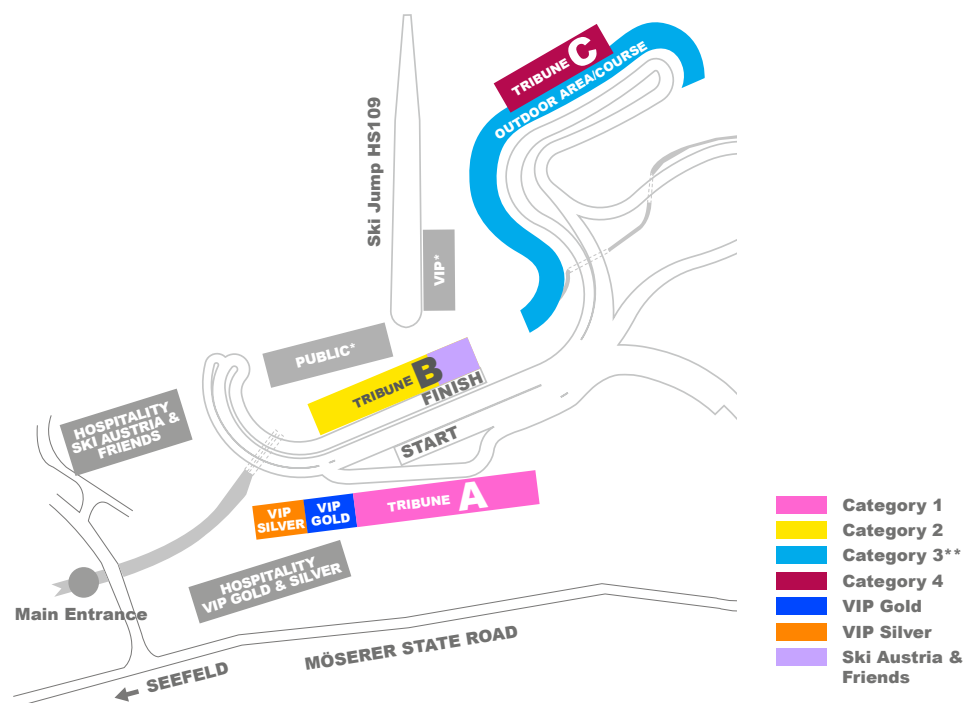 TRIBUNE C
OUTDOOR AREA/COURSE
Ski Jump HS109
VIP*
PUBLIC*
TRIBUNE B
FINISH
START
HOSPITALITY
SKI AUSTRIA &
FRIENDS
VIP
SILVER
VIP
GOLD
TRIBUNE A
HOSPITALITY
VIP GOLD & SILVER
Main Entrance
MÖSERER STATE ROAD
SEEFELD
Category 1
Category 2
Category 3**
Category 4
VIP Gold
VIP Silver
Ski Austria &
Friends